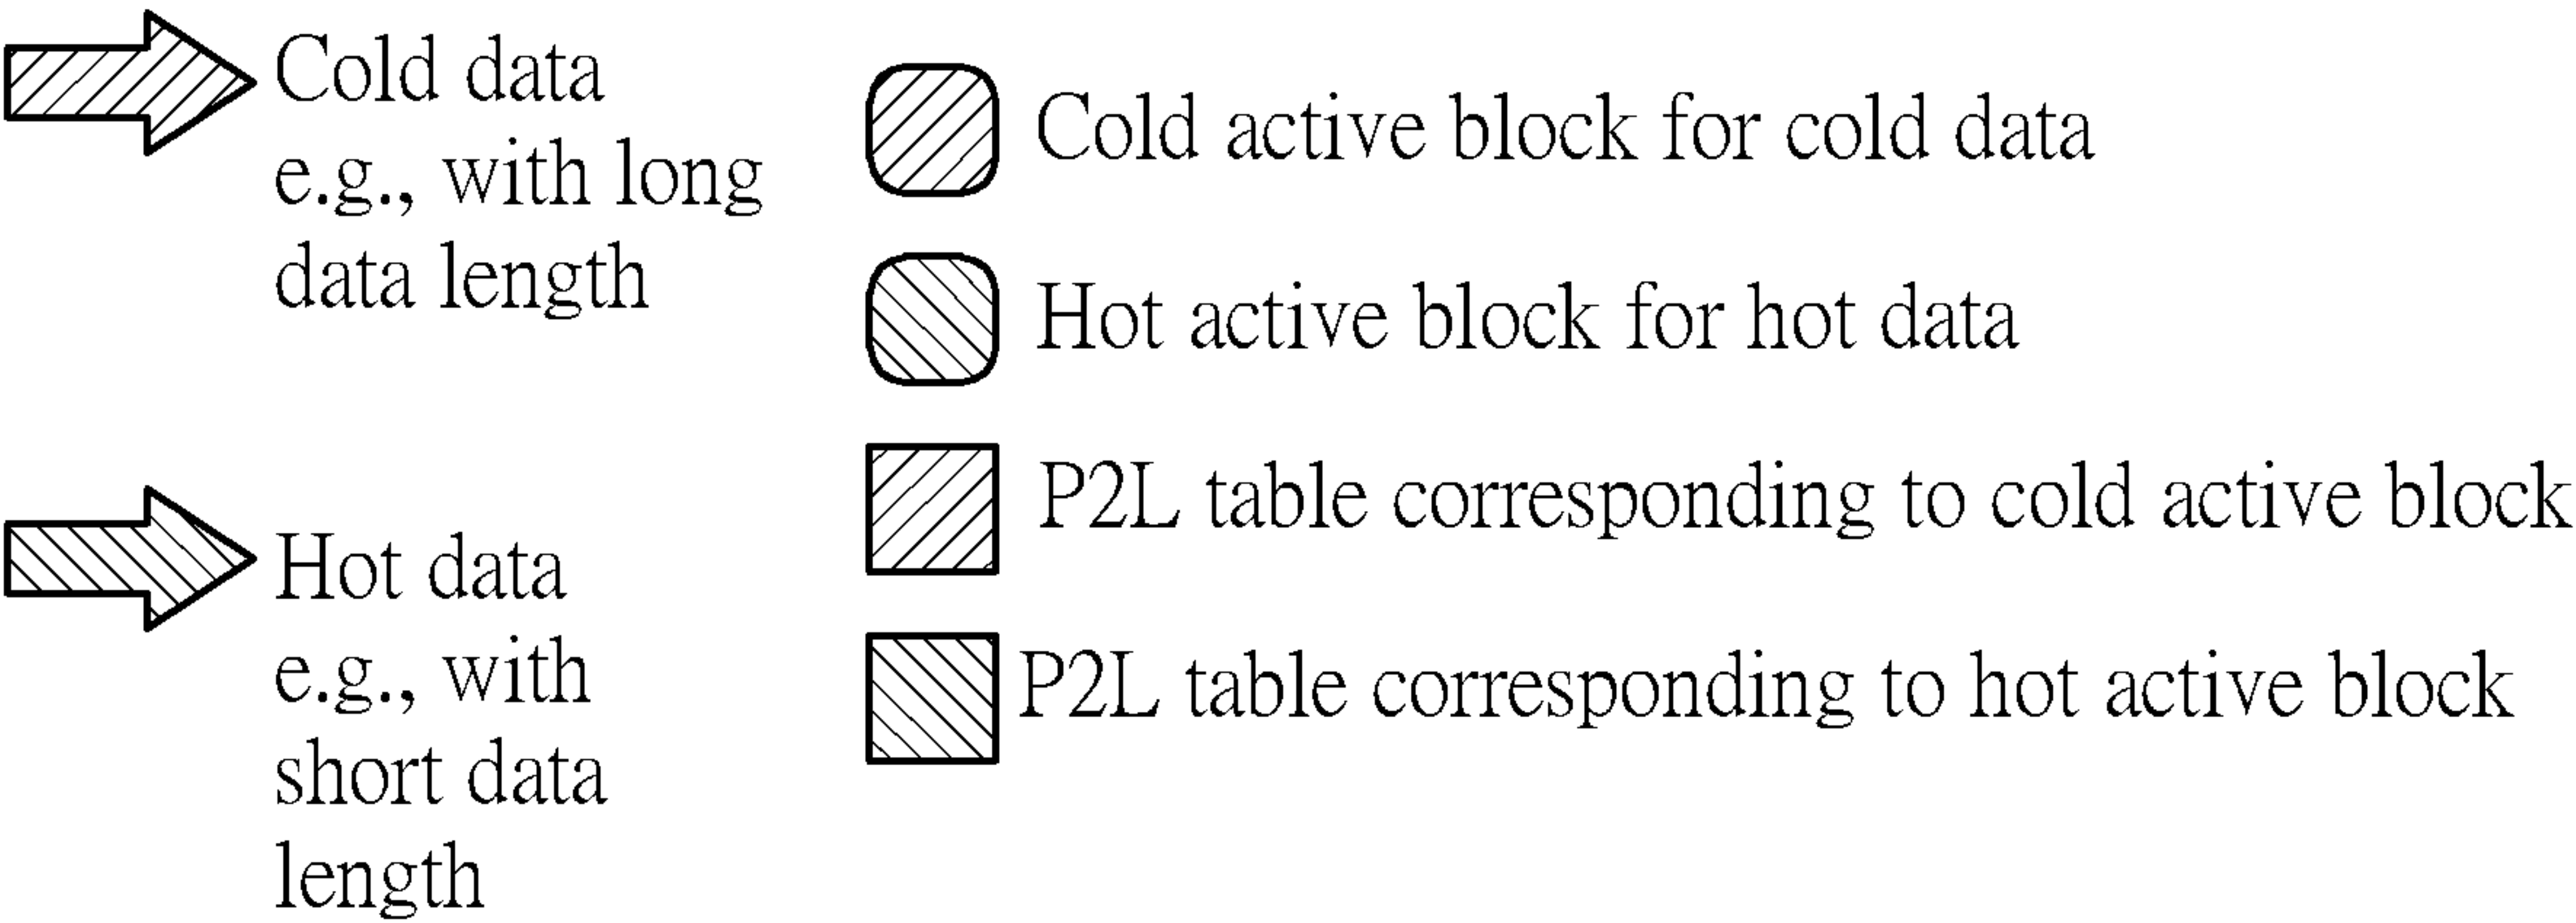 Cold data
e.g., with long
data length
Hot data
e.g., with
short data
length
Cold active block for cold data
Hot active block for hot data
P2L table corresponding to cold active block
P2L table corresponding to hot active block